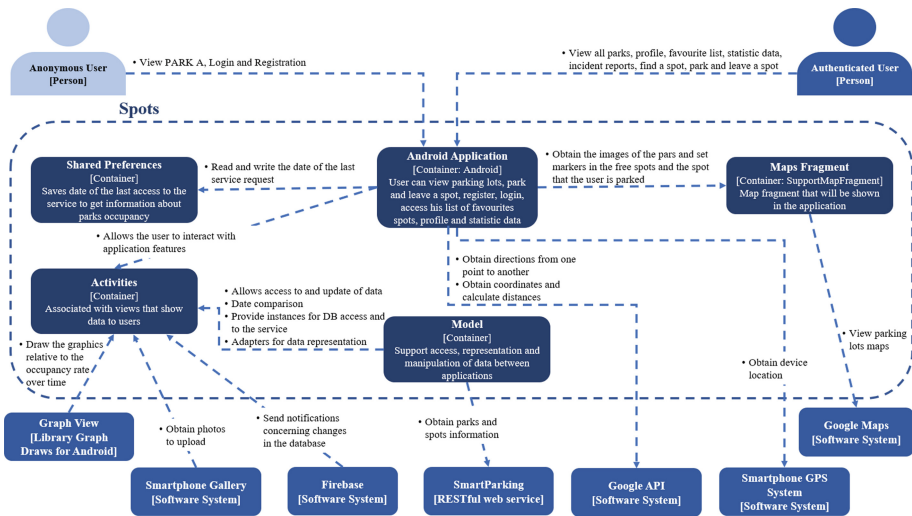 Anonymous User
[Person]
• View PARK A, Login and Registration
• View all parks, profile, favourite list, statistic data,
incident reports, find a spot, park and leave a spot
Authenticated User
[Person]
Spots
Shared Preferences
[Container]
Saves date of the last access to the
service to get information about
parks occupancy
• Read and write the date of the last
service request
Android Application
[Container: Android]
User can view parking lots, park
and leave a spot, register, login,
access his list of favourites
spots, profile and statistic data
• Obtain the images of the pars and set
markers in the free spots and the spot
that the user is parked
Maps Fragment
[Container: SupportMapFragment]
Map fragment that will be shown
in the application
• Allows the user to interact with
application features
• Obtain directions from one
point to another
• Obtain coordinates and
calculate distances
Activities
[Container]
Associated with views that show
data to users
• Allows access to and update of data
• Date comparison
• Provide instances for DB access and
to the service
• Adapters for data representation
Model
[Container]
Support access, representation and
manipulation of data between
applications
• Draw the graphics
relative to the
occupancy rate
over time
• View parking
lots maps
• Obtain device
location
Graph View
[Library Graph
Draws for Android]
• Obtain photos
to upload
• Send notifications
concerning changes
in the database
• Obtain parks and
spots information
Google Maps
[Software System]
Smartphone Gallery
[Software System]
Firebase
[Software System]
SmartParking
[RESTful web service]
Google API
[Software System]
Smartphone GPS
System
[Software System]